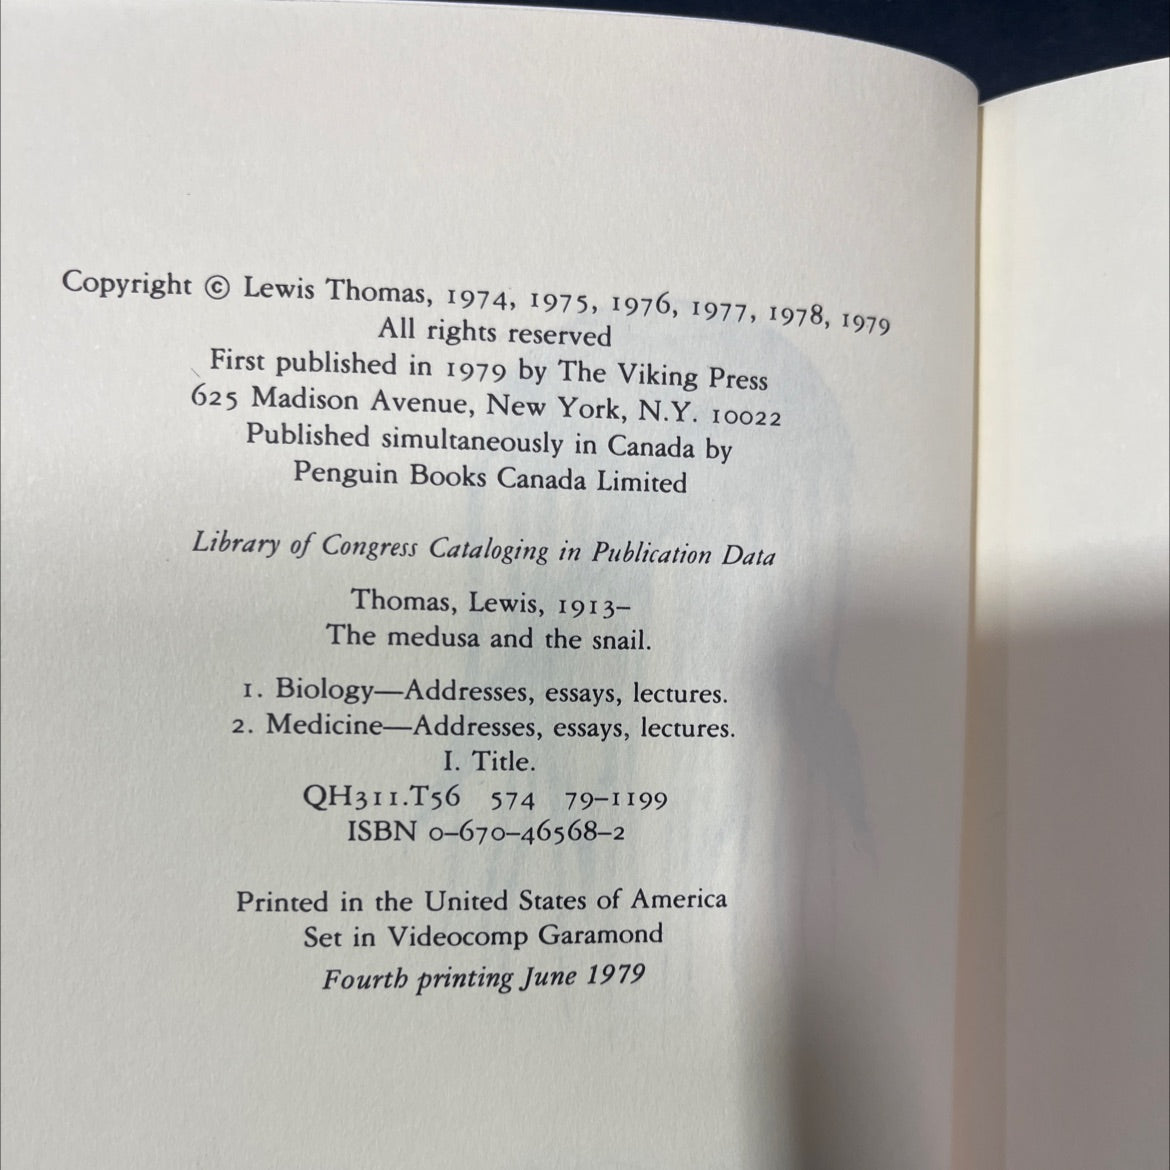 Copyright © Lewis Thomas, 1974, 1975, 1976, 1977, 1978, 1979
All rights reserved
First published in 1979 by The Viking Press
625 Madison Avenue, New York, N.Y. 10022
Published simultaneously in Canada by
Penguin Books Canada Limited
Library of Congress Cataloging in Publication Data
Thomas, Lewis, 1913–
The medusa and the snail.
1. Biology—Addresses, essays, lectures.
2. Medicine—Addresses, essays, lectures.
I. Title.
QH311.T56 574 79–1199
ISBN 0–670–46568–2
Printed in the United States of America
Set in Videocomp Garamond
Fourth printing June 1979